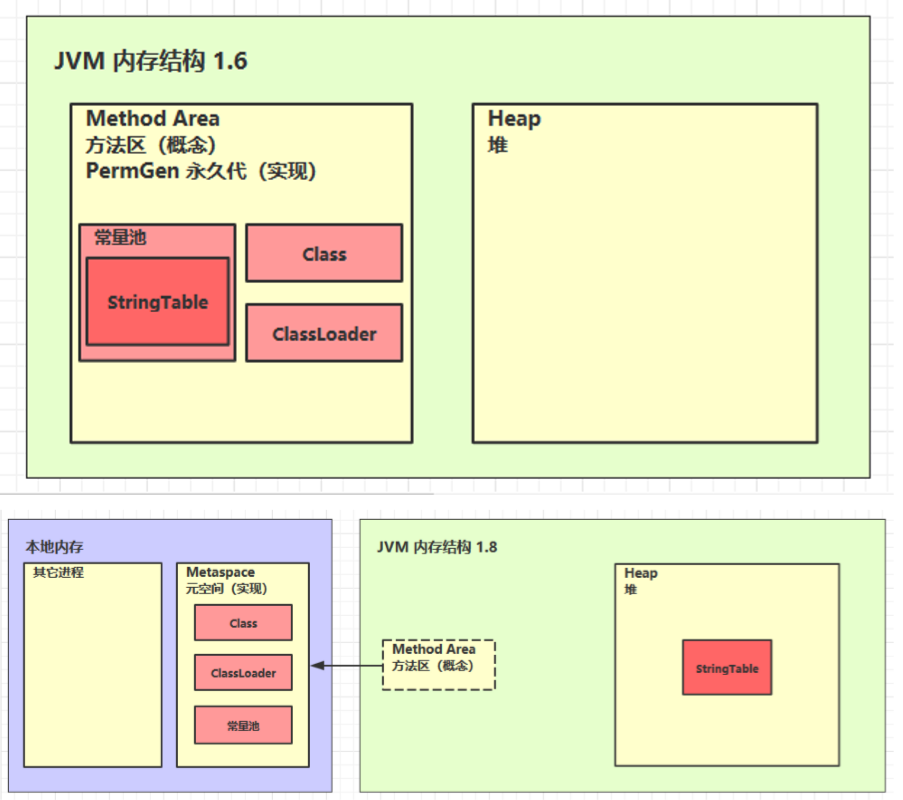 JVM 内存结构 1.6
Method Area
方法区（概念）
PermGen 永久代（实现）
常量池
StringTable
Class
ClassLoader
Heap
堆
本地内存
其它进程
Metaspace
元空间（实现）
Class
ClassLoader
常量池
JVM 内存结构 1.8
Method Area
方法区（概念）
Heap
堆
StringTable